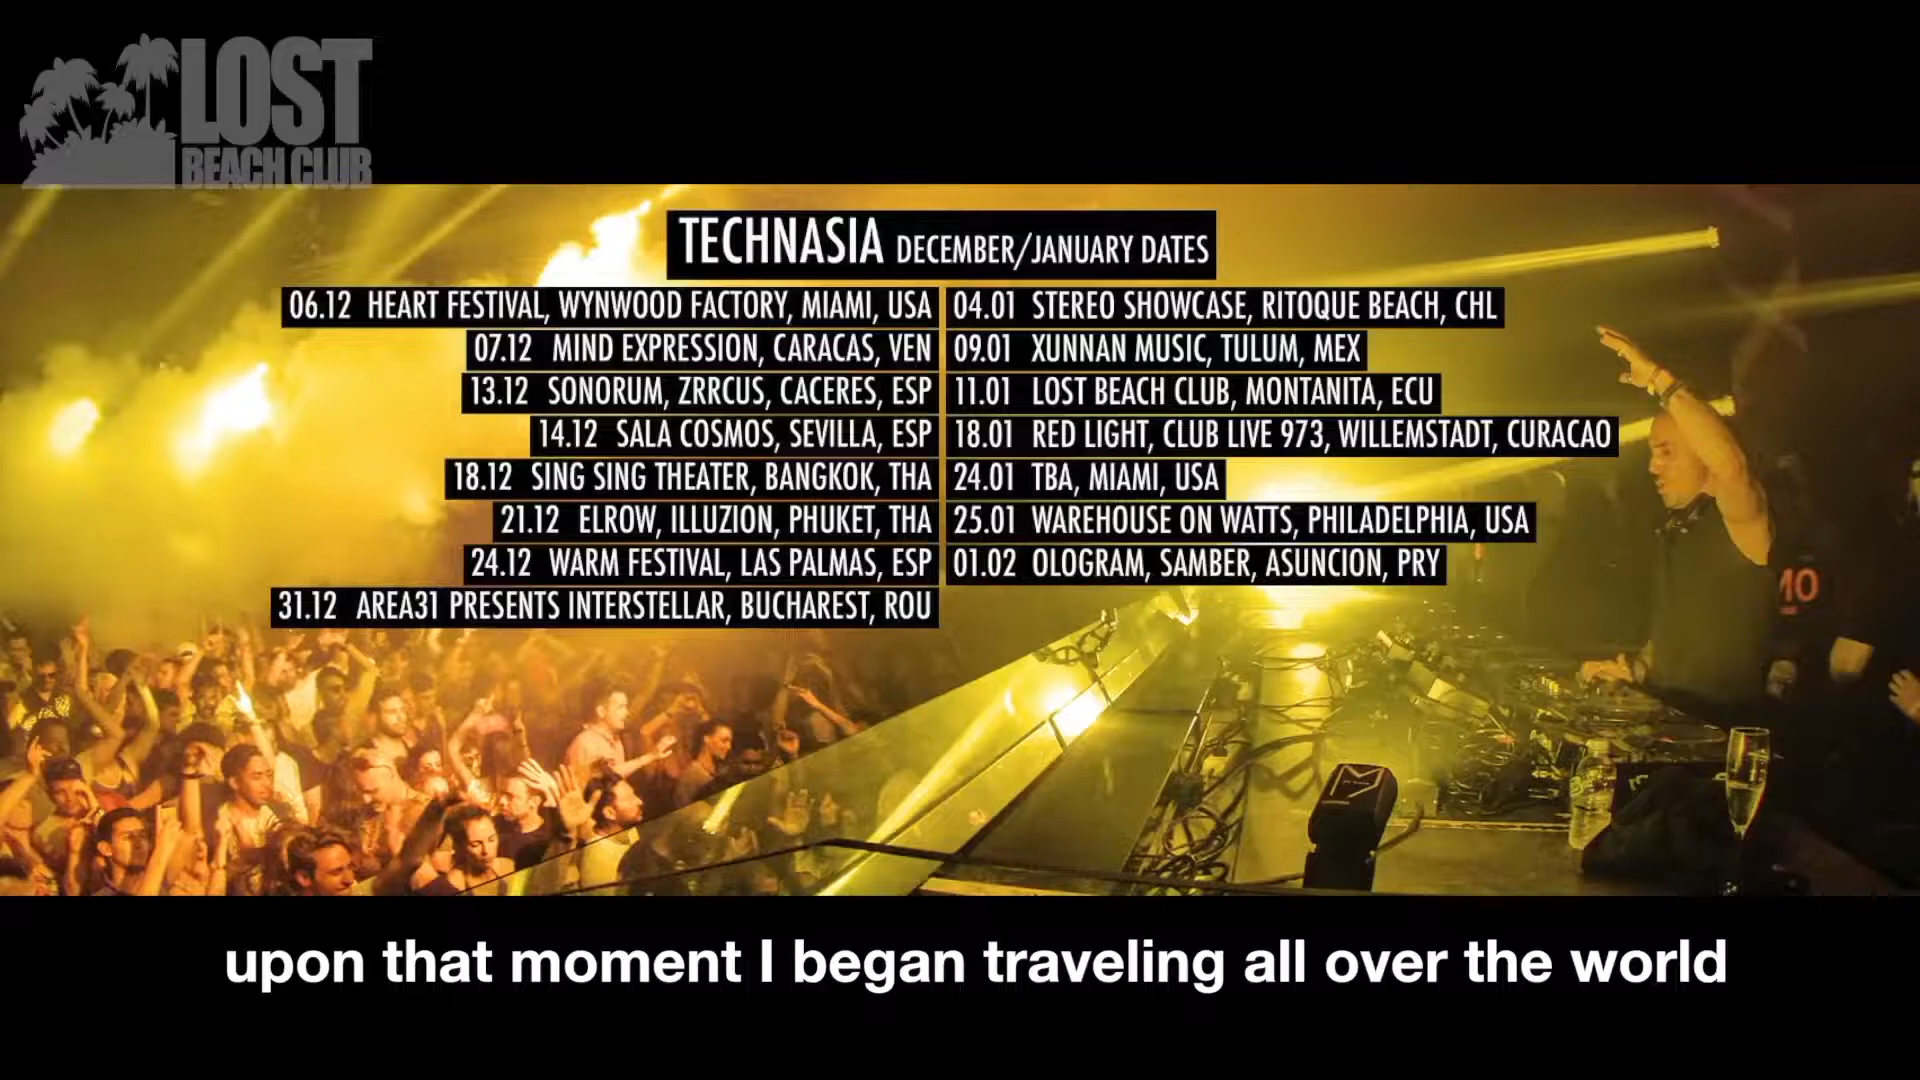 LOST
BEACH CLUB
TECHNASIA DECEMBER/JANUARY DATES
06.12 HEART FESTIVAL, WYNWOOD FACTORY, MIAMI, USA
07.12 MIND EXPRESSION, CARACAS, VEN
13.12 SONORUM, ZRRCUS, CACERES, ESP
14.12 SALA COSMOS, SEVILLA, ESP
18.12 SING SING THEATER, BANGKOK, THA
21.12 ELROW, ILLUZION, PHUKET, THA
24.12 WARM FESTIVAL, LAS PALMAS, ESP
31.12 AREA31 PRESENTS INTERSTELLAR, BUCHAREST, ROU
04.01 STEREO SHOWCASE, RITOQUE BEACH, CHL
09.01 XUNNAN MUSIC, TULUM, MEX
11.01 LOST BEACH CLUB, MONTANITA, ECU
18.01 RED LIGHT, CLUB LIVE 973, WILLEMSTADT, CURACAO
24.01 TBA, MIAMI, USA
25.01 WAREHOUSE ON WATTS, PHILADELPHIA, USA
01.02 OLOGRAM, SAMBER, ASUNCION, PRY
upon that moment I began traveling all over the world